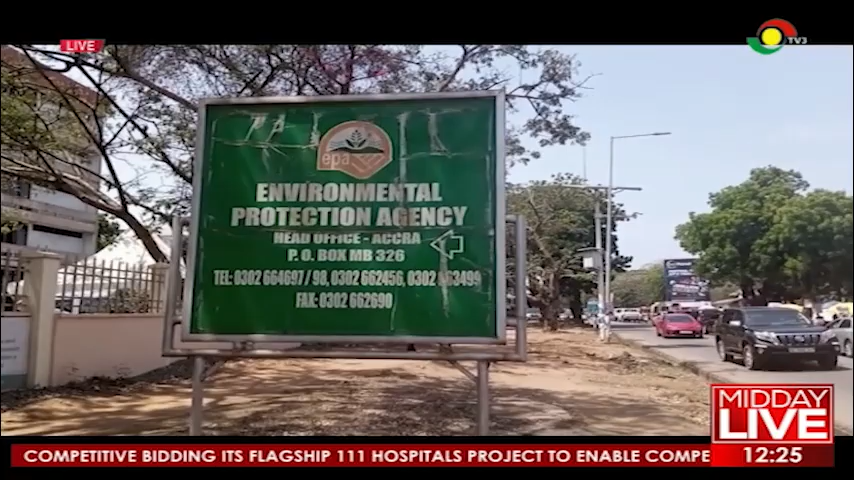 LIVE
TV3
epa
ENVIRONMENTAL
PROTECTION AGENCY
HEAD OFFICE - ACCRA
P. O. BOX MB 326
TEL: 0302 664697 / 98, 0302 662456, 0302 663499
FAX: 0302 662690
MIDDAY
LIVE
COMPETITIVE BIDDING ITS FLAGSHIP 111 HOSPITALS PROJECT TO ENABLE COMPE
12:25